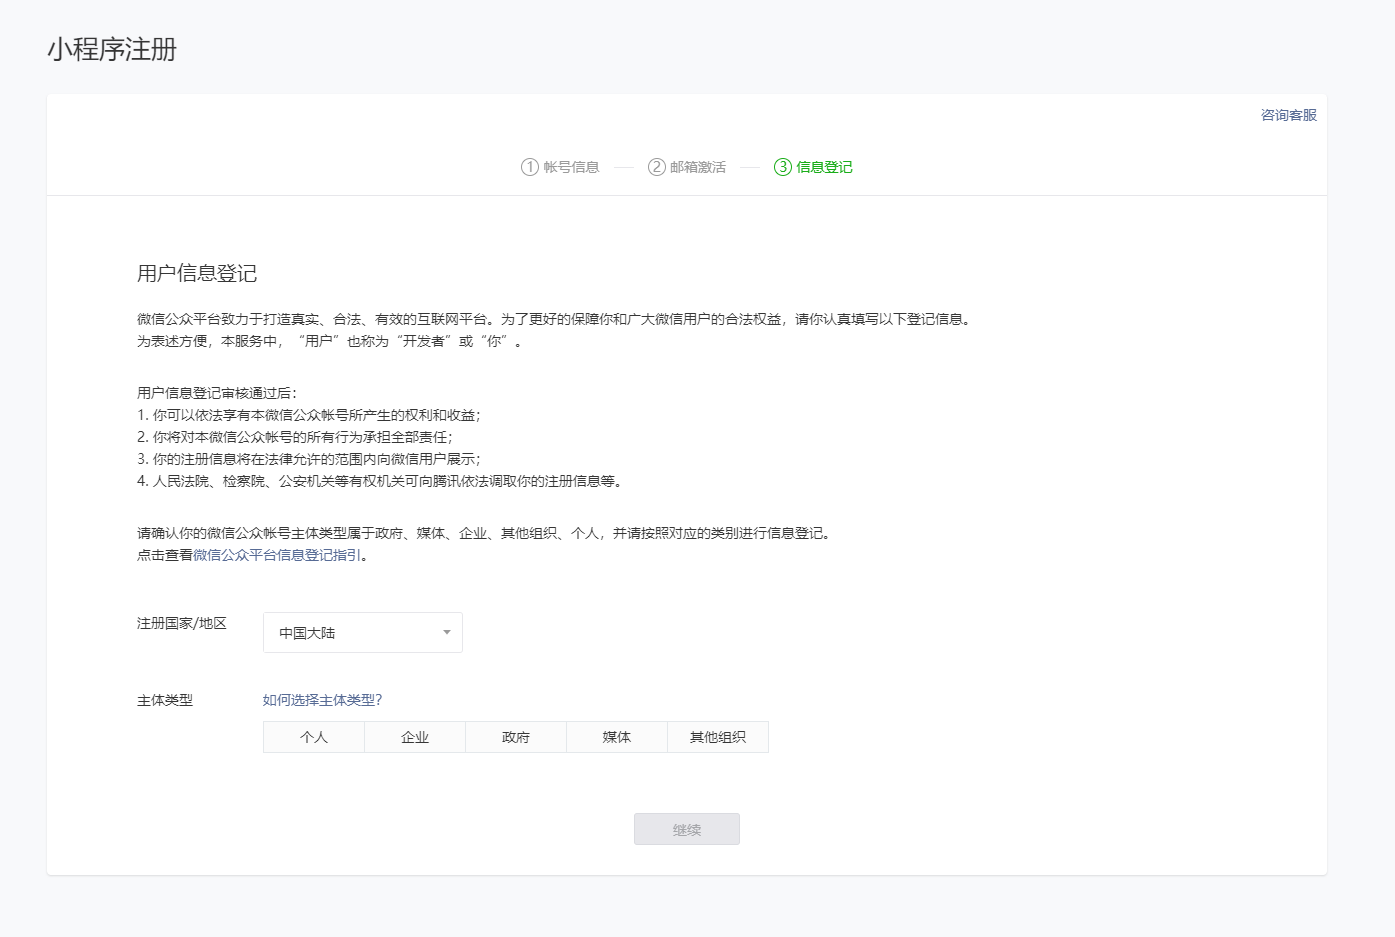 小程序注册
咨询客服
1 帐号信息
2 邮箱激活
3 信息登记
用户信息登记
微信公众平台致力于打造真实、合法、有效的互联网平台。为了更好的保障你和广大微信用户的合法权益，请你认真填写以下登记信息。
为表述方便，本服务中，“用户”也称为“开发者”或“你”。
用户信息登记审核通过后：
1. 你可以依法享有本微信公众帐号所产生的权利和收益；
2. 你将对本微信公众帐号的所有行为承担全部责任；
3. 你的注册信息将在法律允许的范围内向微信用户展示；
4. 人民法院、检察院、公安机关等有权机关可向腾讯依法调取你的注册信息等。
请确认你的微信公众帐号主体类型属于政府、媒体、企业、其他组织、个人，并请按照对应的类别进行信息登记。
点击查看微信公众平台信息登记指引。
注册国家/地区
中国大陆
主体类型
如何选择主体类型？
个人
企业
政府
媒体
其他组织
继续